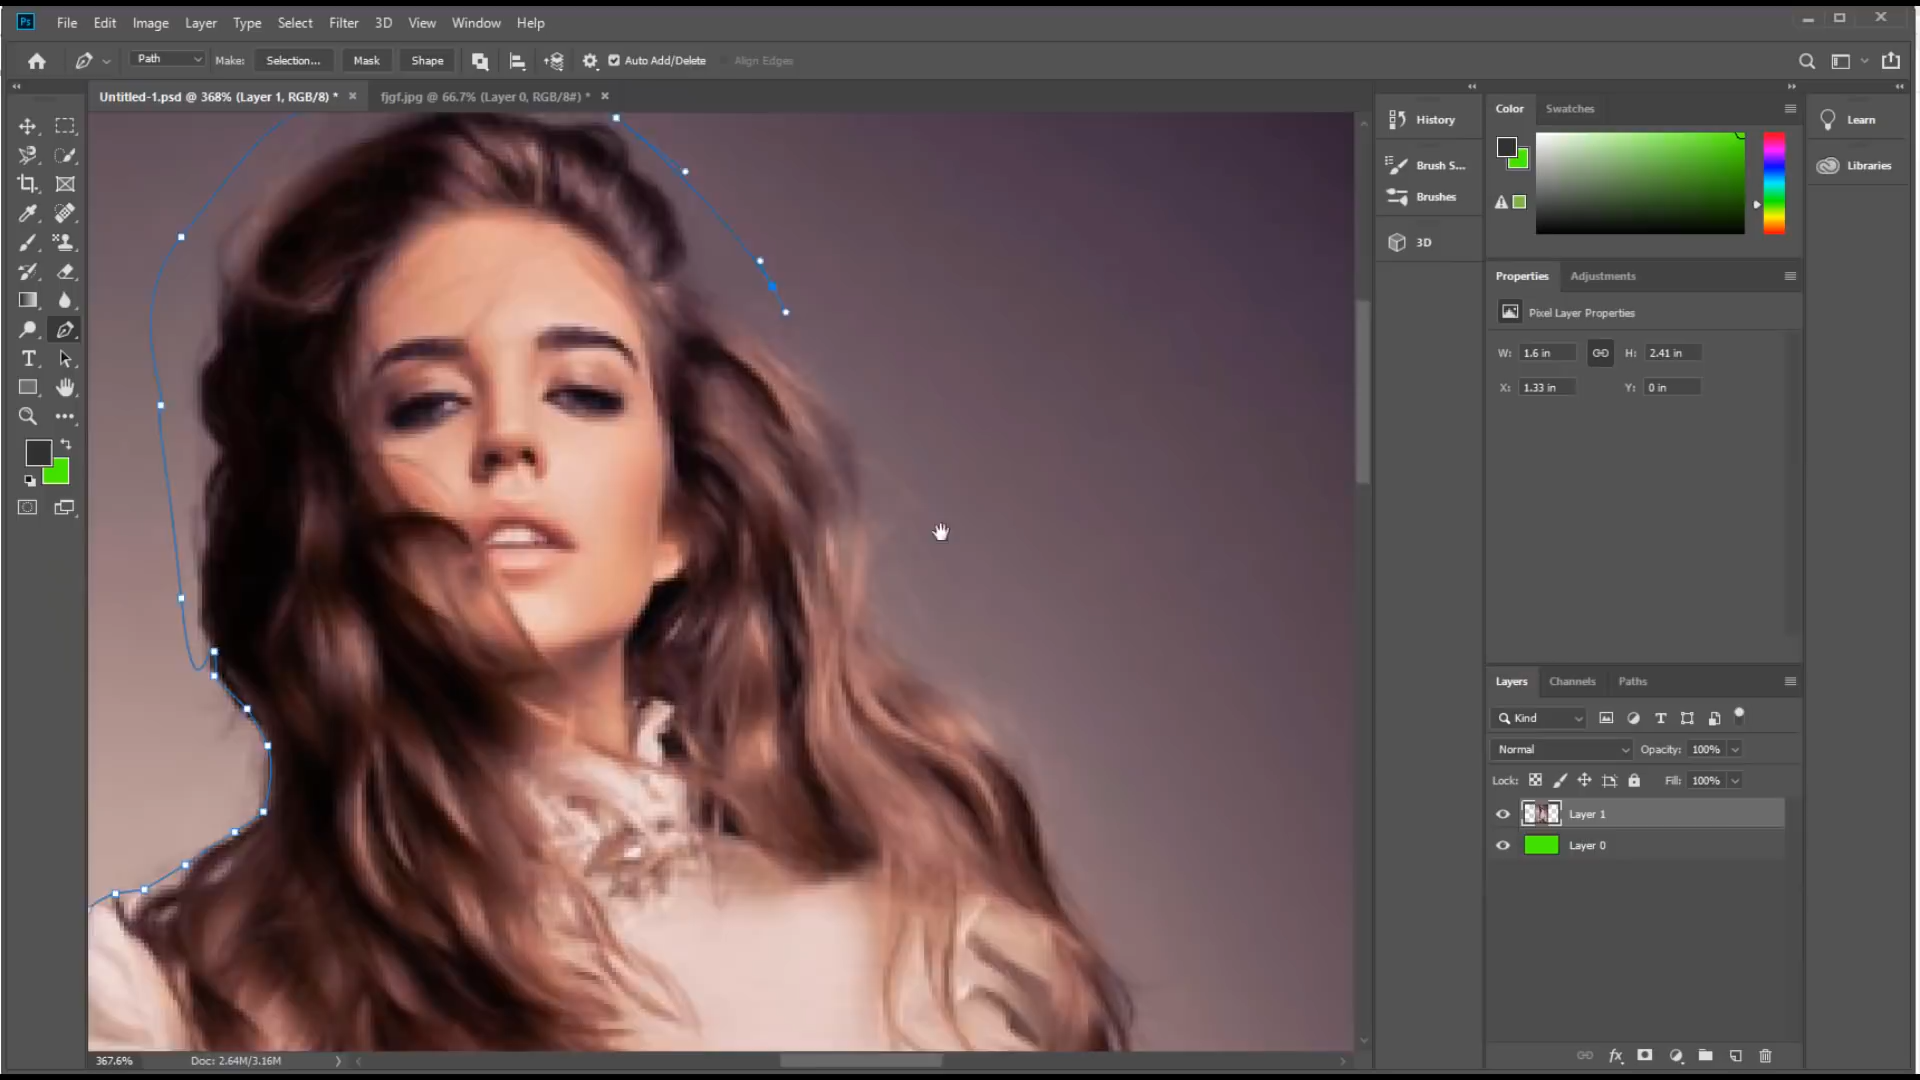 Ps File Edit Image Layer Type Select Filter 3D View Window Help
Path Make: Selection... Mask Shape Auto Add/Delete Align Edges
Untitled-1.psd @ 368% (Layer 1, RGB/8) * × fjgf.jpg @ 66.7% (Layer 0, RGB/8#) * ×
History
Brush S...
Brushes
3D
Color Swatches
Learn
Libraries
Properties Adjustments
Pixel Layer Properties
W: 1.6 in H: 2.41 in
X: 1.33 in Y: 0 in
Layers Channels Paths
Kind
Normal Opacity: 100%
Lock: Fill: 100%
Layer 1
Layer 0
fx
367.6% Doc: 2.64M/3.16M